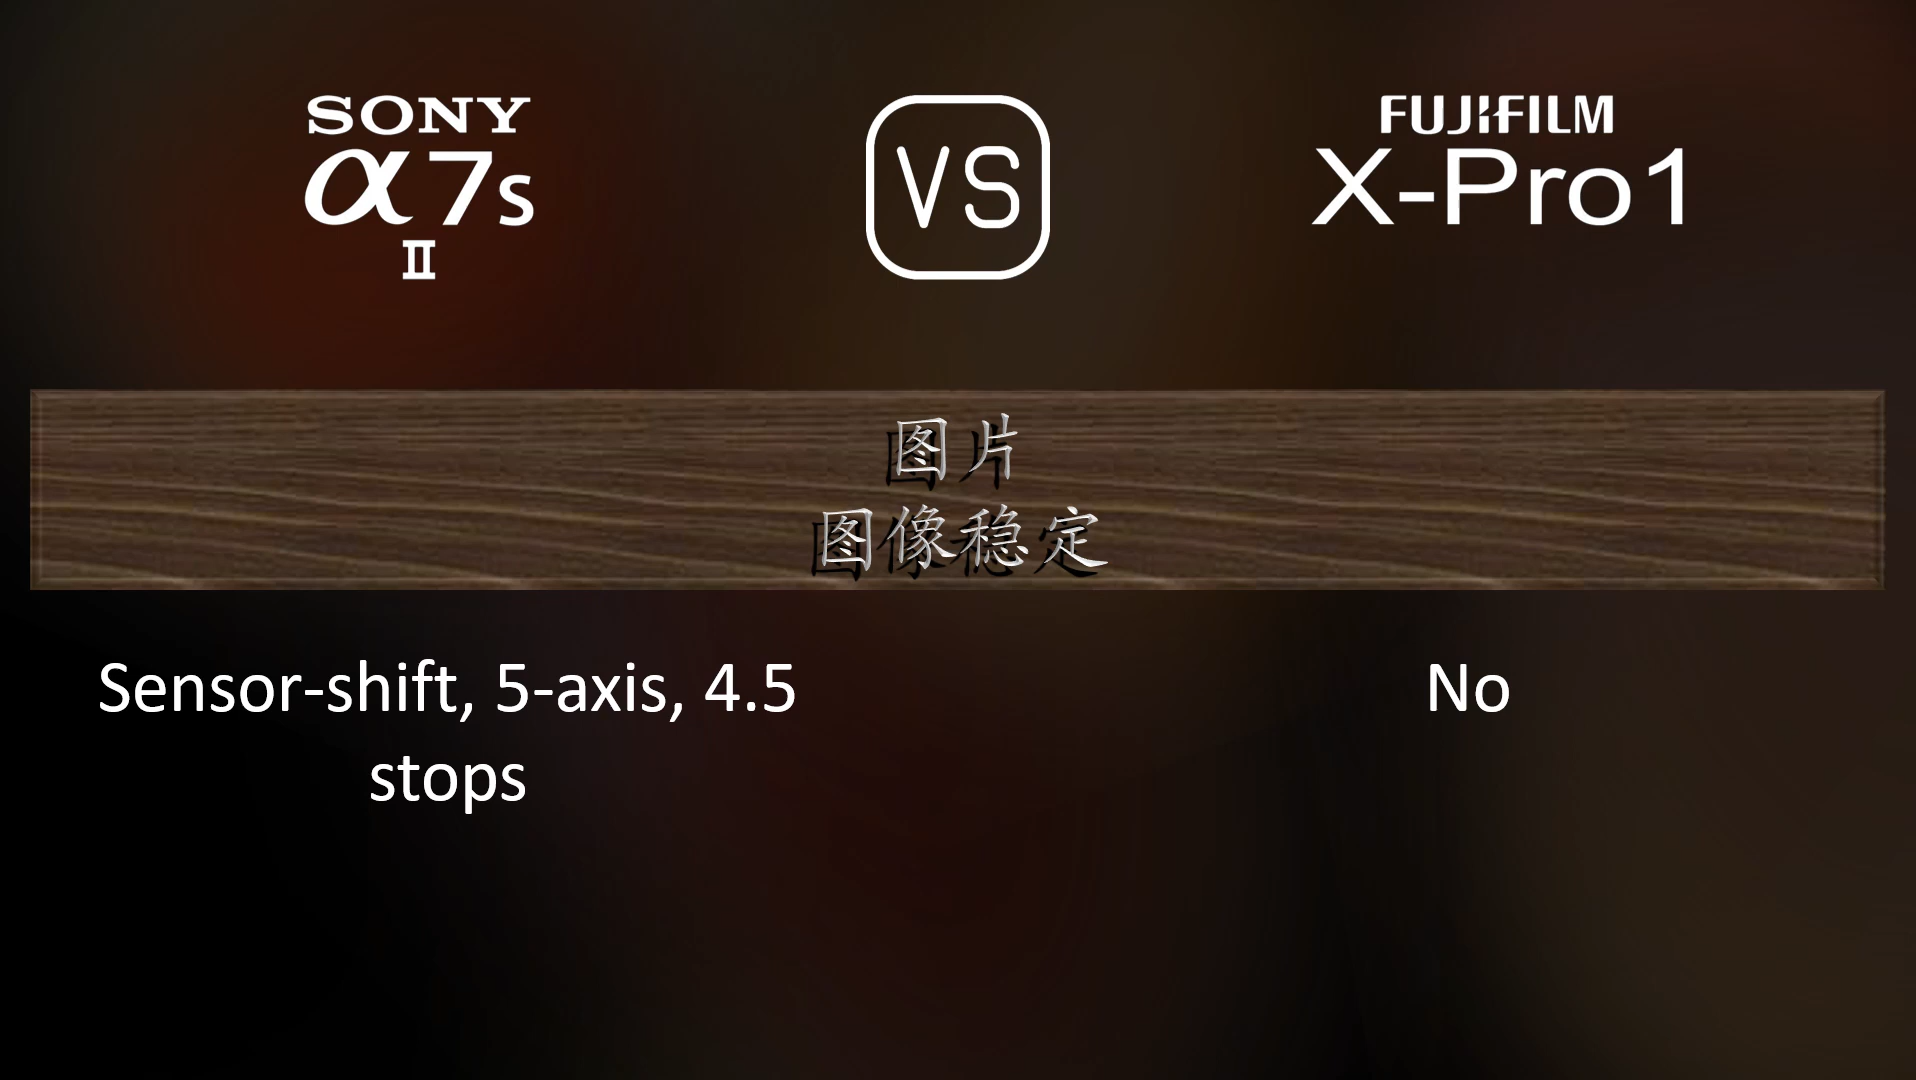 SONY
α7s
II
VS
FUJIFILM
X-Pro1
图片
图像稳定
Sensor-shift, 5-axis, 4.5
stops
No